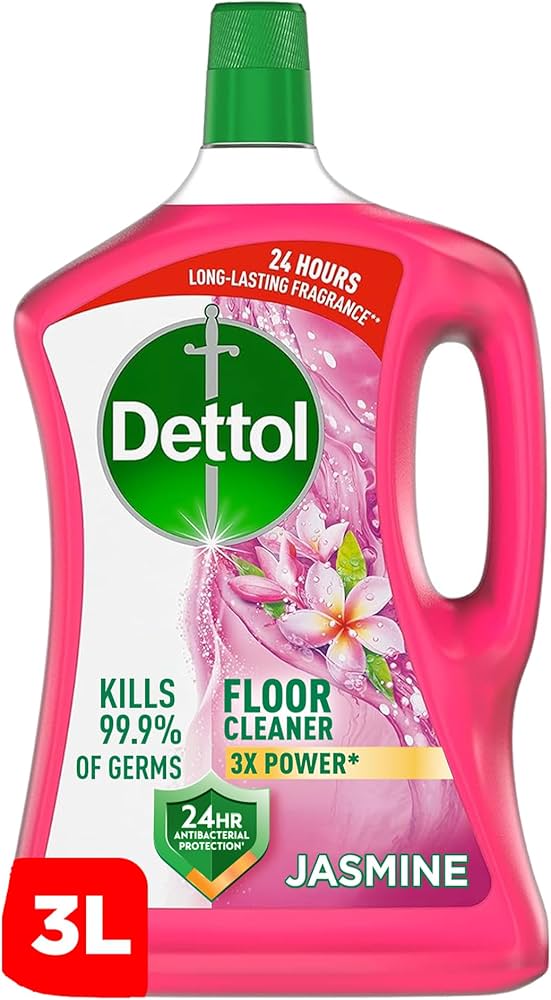 24 HOURS
LONG-LASTING FRAGRANCE**
Dettol
KILLS
99.9%
OF GERMS
FLOOR
CLEANER
3X POWER*
24HR
ANTIBACTERIAL
PROTECTION¹
JASMINE
3L